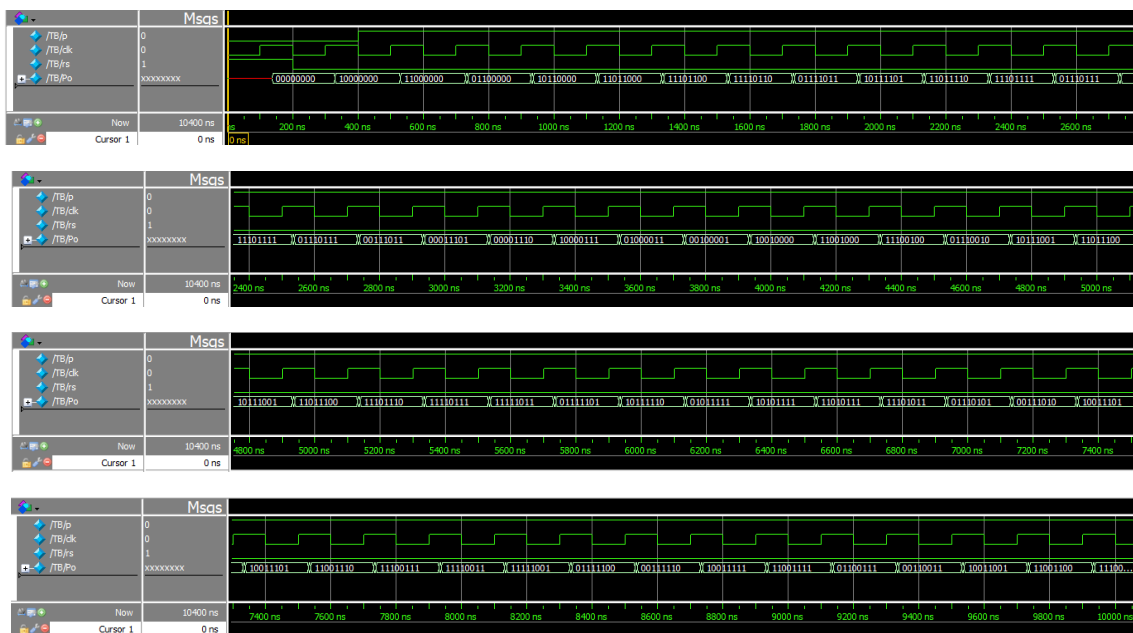 Msgs
/TB/p 0
/TB/clk 0
/TB/rs 1
/TB/Po xxxxxxxx 00000000 10000000 11000000 01100000 10110000 11011000 11101100 11110110 01111011 10111101 11011110 11101111 01110111
Now 10400 ns ns 200 ns 400 ns 600 ns 800 ns 1000 ns 1200 ns 1400 ns 1600 ns 1800 ns 2000 ns 2200 ns 2400 ns 2600 ns
Cursor 1 0 ns 0 ns
Msgs
/TB/p 0
/TB/clk 0
/TB/rs 1
/TB/Po xxxxxxxx 11101111 01110111 00111011 00011101 00001110 10000111 01000011 00100001 10010000 11001000 11100100 01110010 10111001 11011100
Now 10400 ns 2400 ns 2600 ns 2800 ns 3000 ns 3200 ns 3400 ns 3600 ns 3800 ns 4000 ns 4200 ns 4400 ns 4600 ns 4800 ns 5000 ns
Cursor 1 0 ns
Msgs
/TB/p 0
/TB/clk 0
/TB/rs 1
/TB/Po xxxxxxxx 10111001 11011100 11101110 11110111 11111011 01111101 10111110 01011111 10101111 11010111 11101011 01110101 00111010 10011101
Now 10400 ns 4800 ns 5000 ns 5200 ns 5400 ns 5600 ns 5800 ns 6000 ns 6200 ns 6400 ns 6600 ns 6800 ns 7000 ns 7200 ns 7400 ns
Cursor 1 0 ns
Msgs
/TB/p 0
/TB/clk 0
/TB/rs 1
/TB/Po xxxxxxxx 10011101 11001110 11100111 11110011 11111001 01111100 00111110 10011111 11001111 01100111 00110011 10011001 11001100 11100...
Now 10400 ns 7400 ns 7600 ns 7800 ns 8000 ns 8200 ns 8400 ns 8600 ns 8800 ns 9000 ns 9200 ns 9400 ns 9600 ns 9800 ns 10000 ns
Cursor 1 0 ns